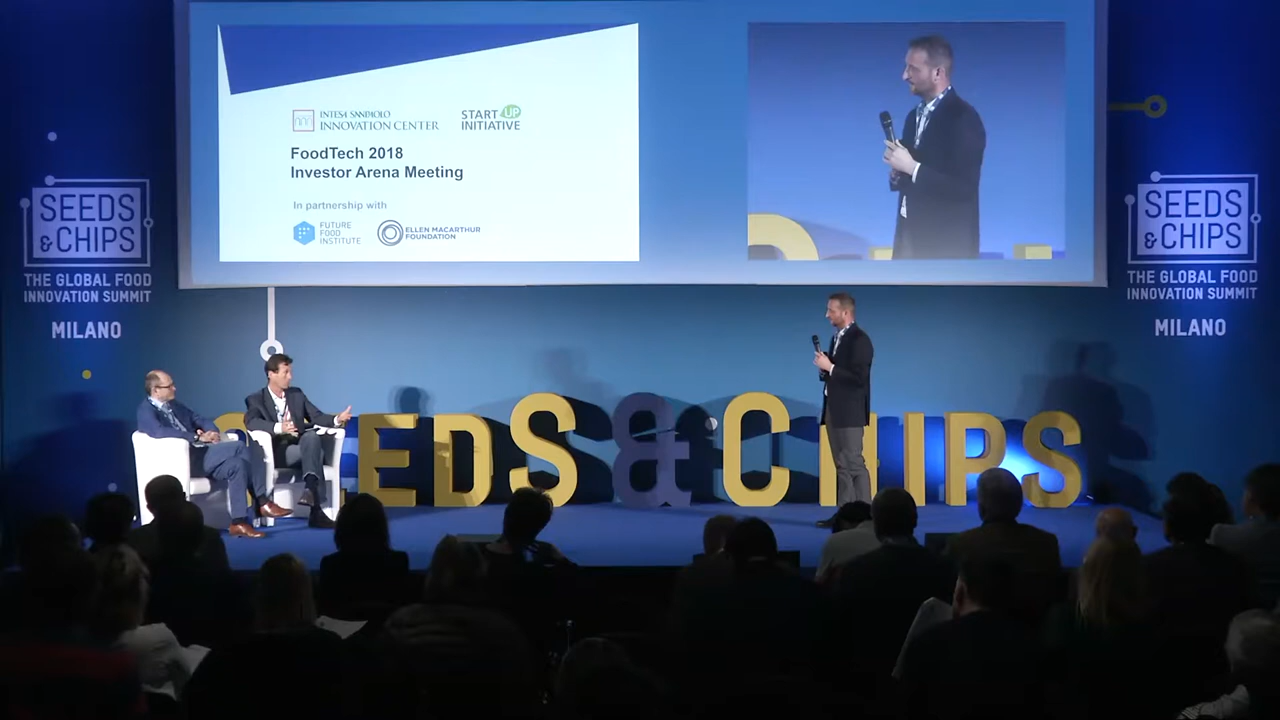 INTESA SANPAOLO
INNOVATION CENTER
START UP
INITIATIVE
FoodTech 2018
Investor Arena Meeting
In partnership with
FUTURE
FOOD
INSTITUTE
ELLEN MACARTHUR
FOUNDATION
SEEDS
& CHIPS
THE GLOBAL FOOD
INNOVATION SUMMIT
MILANO
SEEDS
& CHIPS
THE GLOBAL FOOD
INNOVATION SUMMIT
MILANO
SEEDS & CHIPS